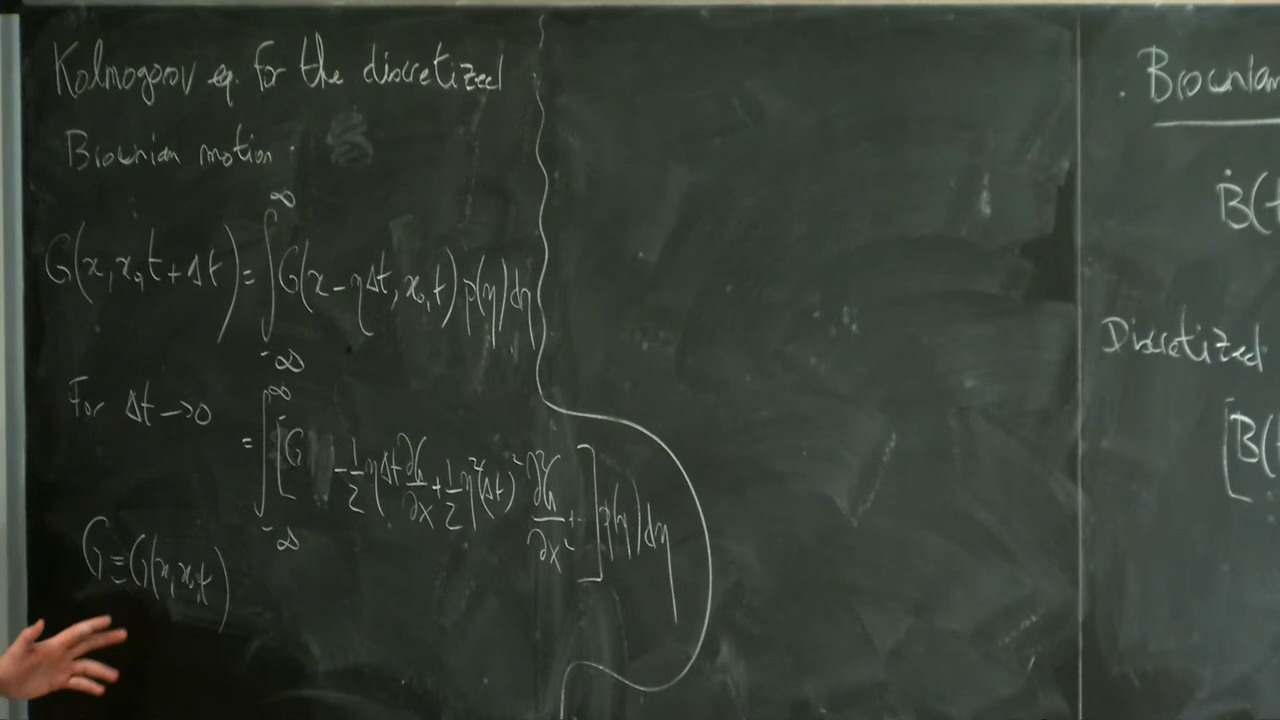 Kolmogorov eq. for the discretized
Brownian motion.
G(x, x₀, t+Δt) = ∫_{-∞}^{∞} G(x-ηΔt, x₀, t) p(η) dη
For Δt → 0
= ∫_{-∞}^{∞} [G - 1/2 ηΔt ∂G/∂x + 1/2 η²(Δt)² ∂²G/∂x² + ..] p(η) dη
G ≡ G(x, x₀, t)
. Brownian
Ḃ(t
Discretized
[B(